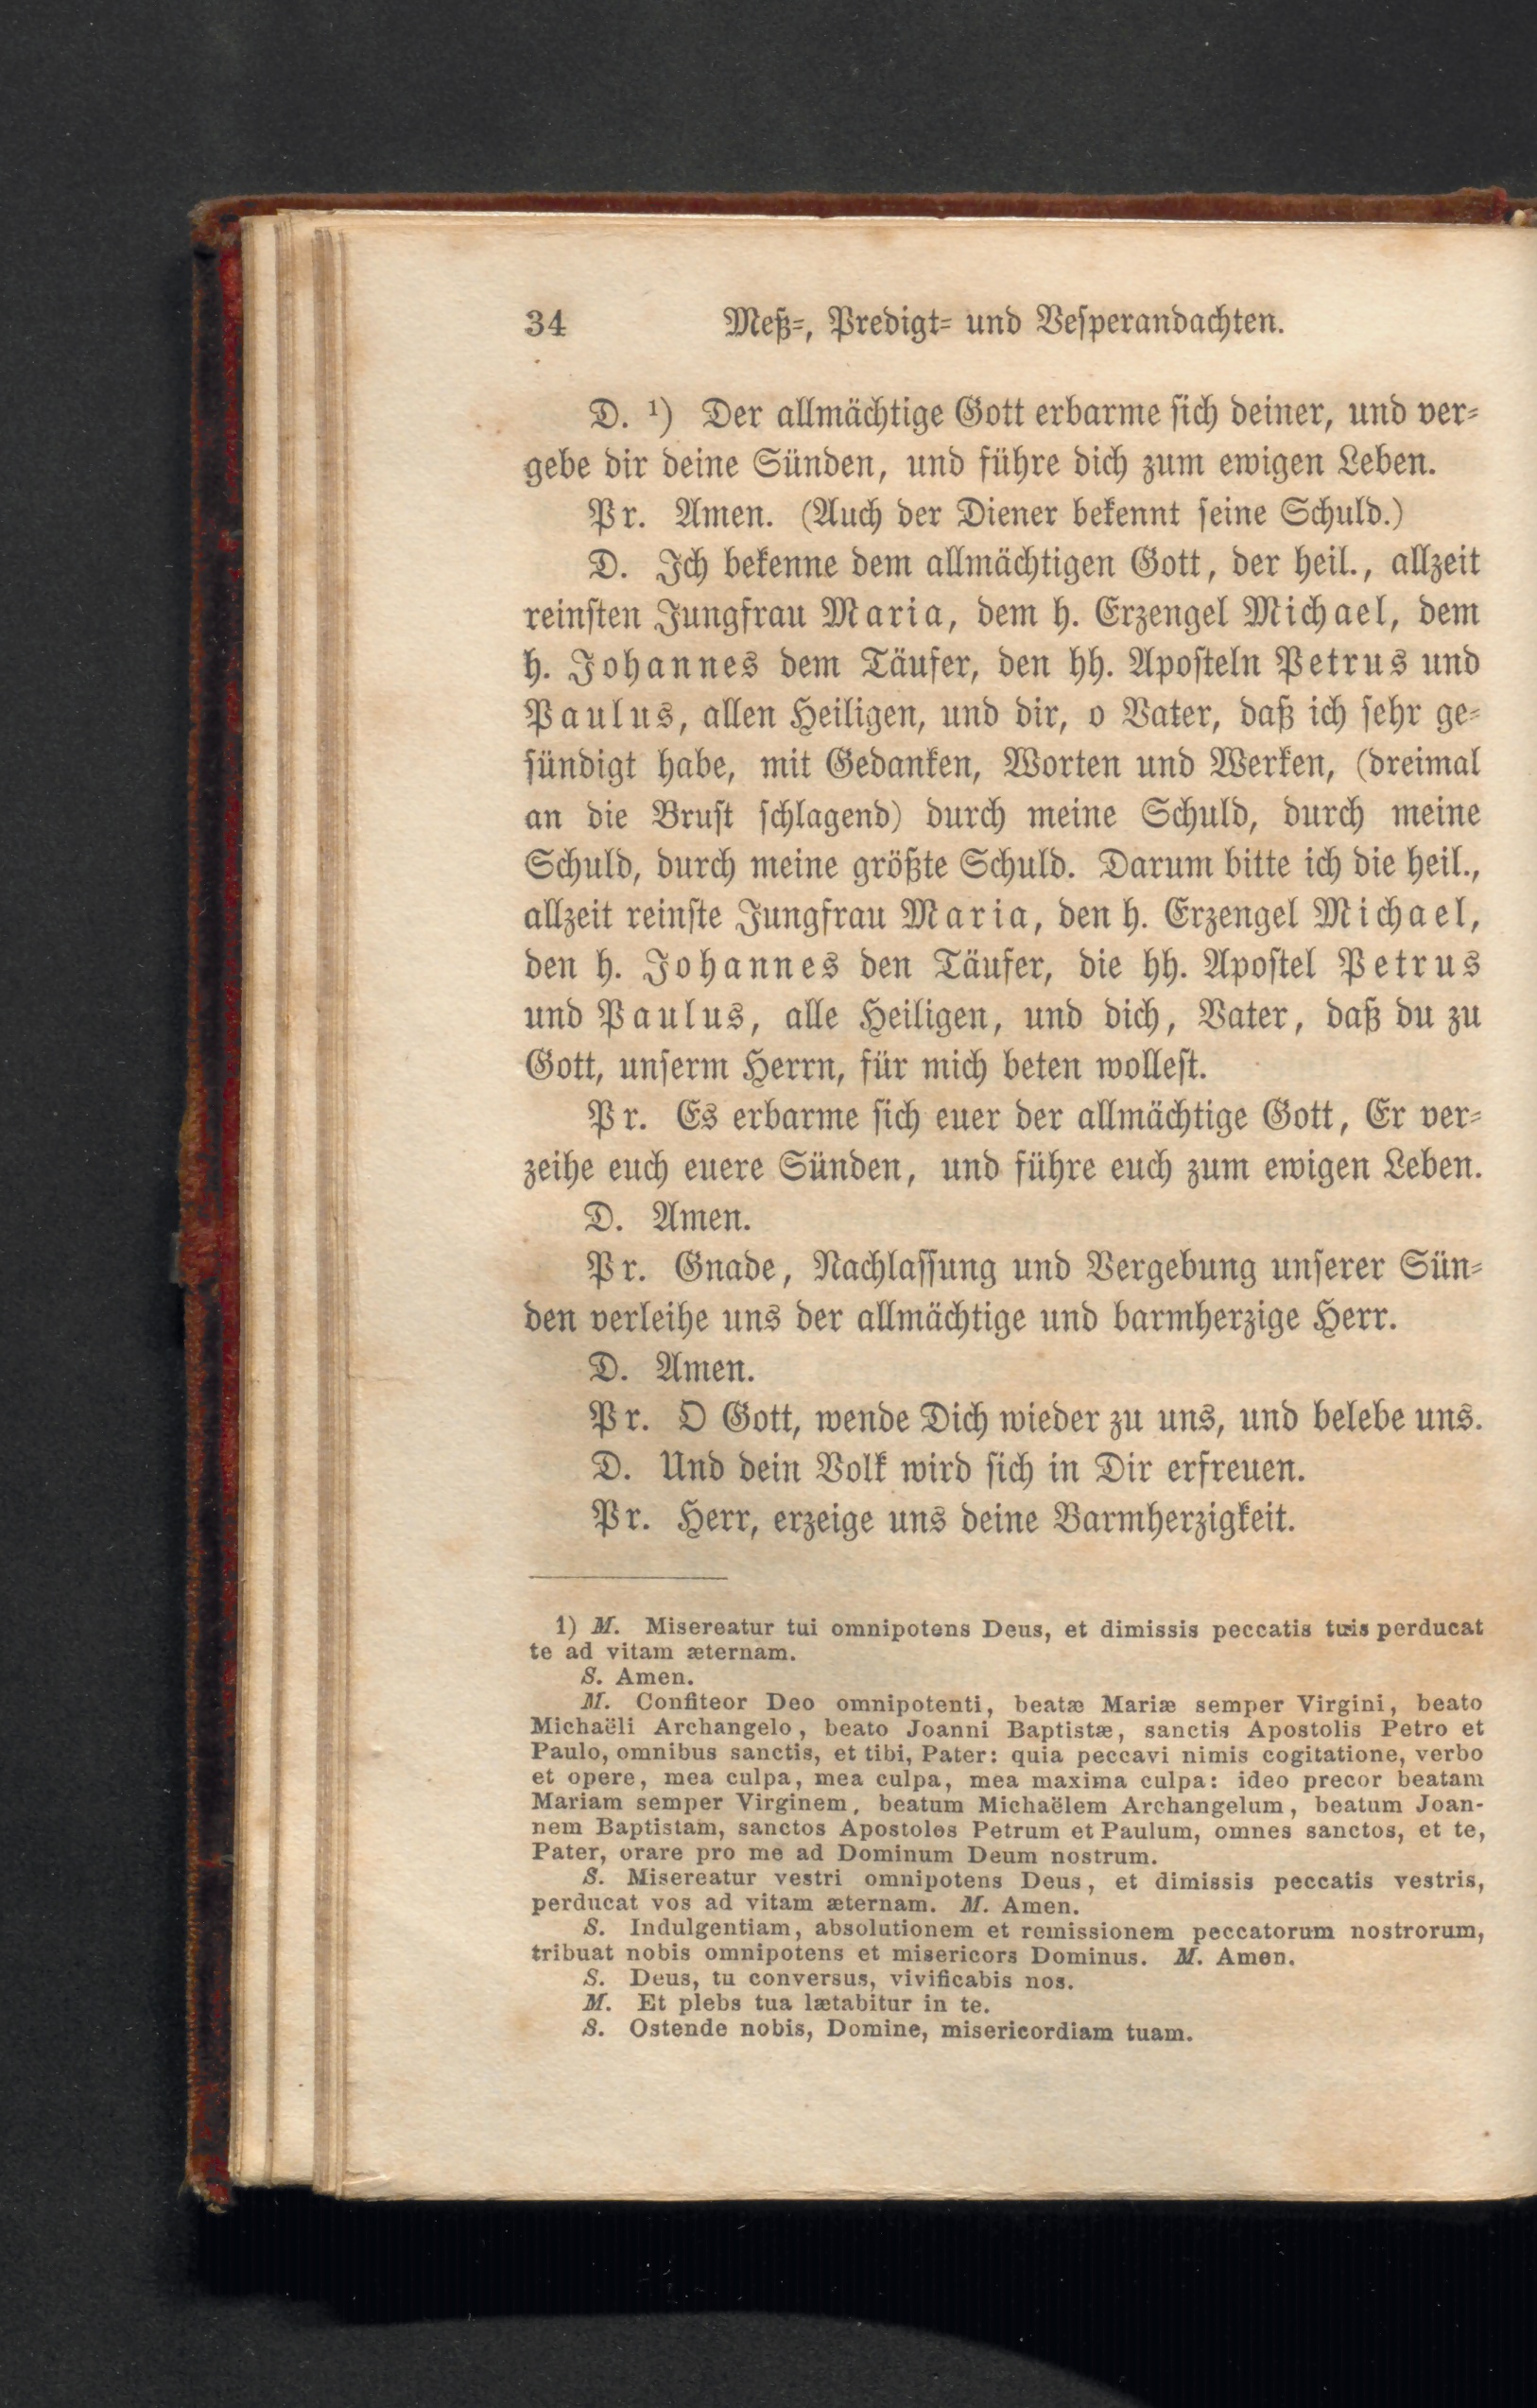 34 Meß-, Predigt- und Vesperandachten.
D. ¹) Der allmächtige Gott erbarme sich deiner, und ver-
gebe dir deine Sünden, und führe dich zum ewigen Leben.
Pr. Amen. (Auch der Diener bekennt seine Schuld.)
D. Ich bekenne dem allmächtigen Gott, der heil., allzeit
reinsten Jungfrau Maria, dem h. Erzengel Michael, dem
h. Johannes dem Täufer, den hh. Aposteln Petrus und
Paulus, allen Heiligen, und dir, o Vater, daß ich sehr ge-
sündigt habe, mit Gedanken, Worten und Werken, (dreimal
an die Brust schlagend) durch meine Schuld, durch meine
Schuld, durch meine größte Schuld. Darum bitte ich die heil.,
allzeit reinste Jungfrau Maria, den h. Erzengel Michael,
den h. Johannes den Täufer, die hh. Apostel Petrus
und Paulus, alle Heiligen, und dich, Vater, daß du zu
Gott, unserm Herrn, für mich beten wollest.
Pr. Es erbarme sich euer der allmächtige Gott, Er ver-
zeihe euch euere Sünden, und führe euch zum ewigen Leben.
D. Amen.
Pr. Gnade, Nachlassung und Vergebung unserer Sün-
den verleihe uns der allmächtige und barmherzige Herr.
D. Amen.
Pr. O Gott, wende Dich wieder zu uns, und belebe uns.
D. Und dein Volk wird sich in Dir erfreuen.
Pr. Herr, erzeige uns deine Barmherzigkeit.
1) M. Misereatur tui omnipotens Deus, et dimissis peccatis tuis perducat
te ad vitam æternam.
S. Amen.
M. Confiteor Deo omnipotenti, beatæ Mariæ semper Virgini, beato
Michaëli Archangelo, beato Joanni Baptistæ, sanctis Apostolis Petro et
Paulo, omnibus sanctis, et tibi, Pater: quia peccavi nimis cogitatione, verbo
et opere, mea culpa, mea culpa, mea maxima culpa: ideo precor beatam
Mariam semper Virginem, beatum Michaëlem Archangelum, beatum Joan-
nem Baptistam, sanctos Apostolos Petrum et Paulum, omnes sanctos, et te,
Pater, orare pro me ad Dominum Deum nostrum.
S. Misereatur vestri omnipotens Deus, et dimissis peccatis vestris,
perducat vos ad vitam æternam. M. Amen.
S. Indulgentiam, absolutionem et remissionem peccatorum nostrorum,
tribuat nobis omnipotens et misericors Dominus. M. Amen.
S. Deus, tu conversus, vivificabis nos.
M. Et plebs tua lætabitur in te.
S. Ostende nobis, Domine, misericordiam tuam.